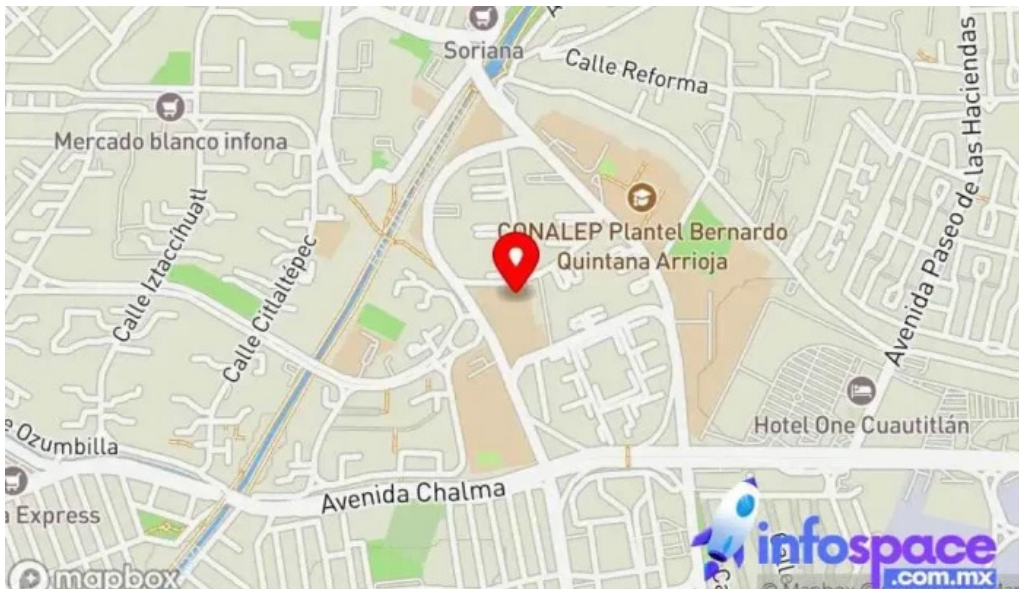 Soriana
Calle Reforma
Mercado blanco infona
Avenida Paseo de las Haciendas
CONALEP Plantel Bernardo
Quintana Arrioja
Calle Iztaccíhuatl
Calle Citlaltépec
Hotel One Cuautitlán
Ozumbilla
Avenida Chalma
Express
infospace
.com.mx
mapbox